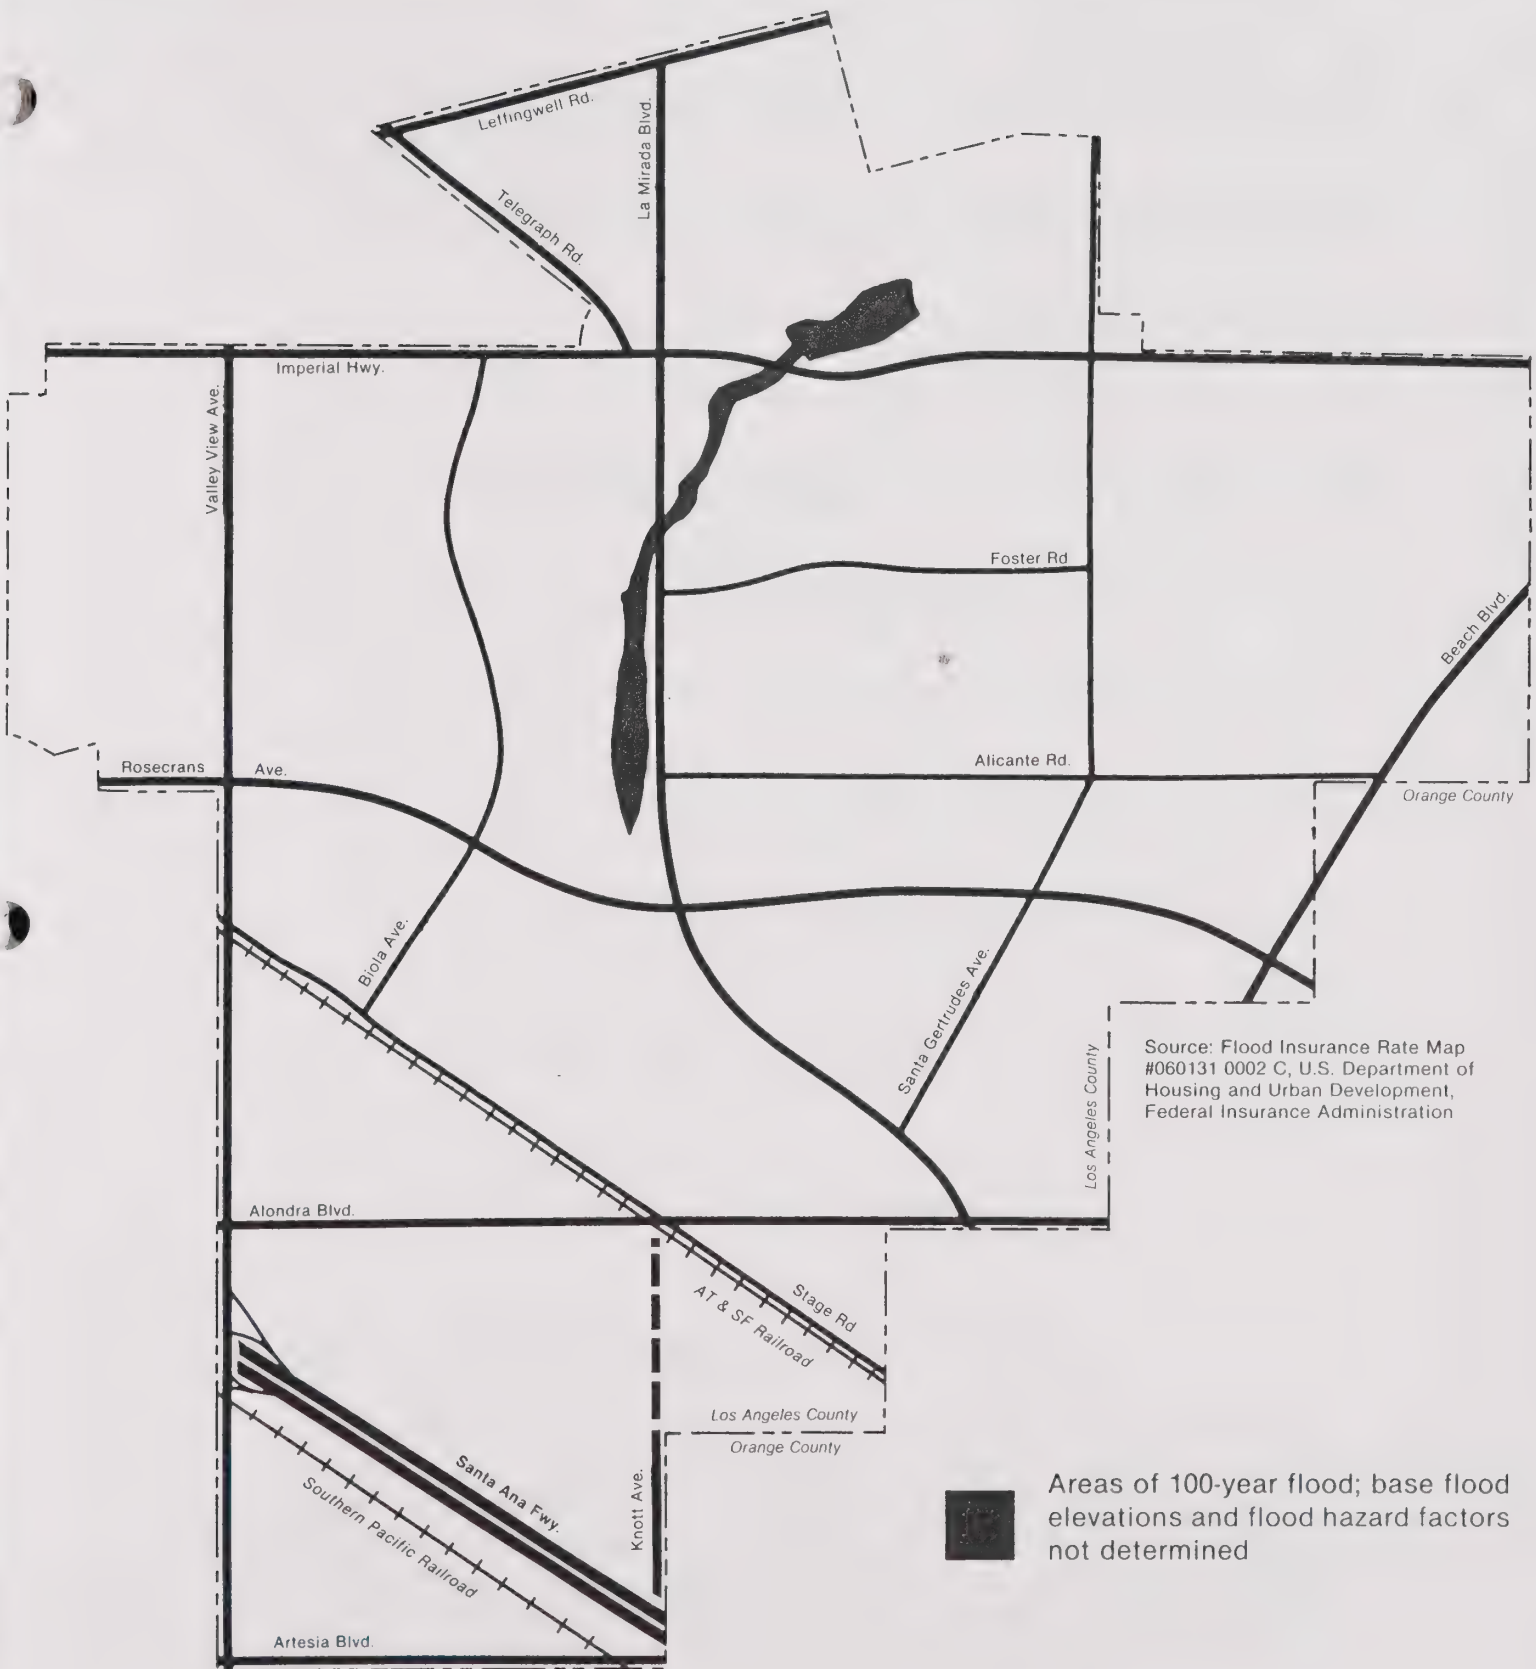 Leffingwell Rd.
La Mirada Blvd.
Telegraph Rd.
Imperial Hwy.
Valley View Ave.
Foster Rd
Beach Blvd.
Rosecrans Ave.
Alicante Rd.
Orange County
Biola Ave.
Santa Gertrudes Ave.
Los Angeles County
Source: Flood Insurance Rate Map
#060131 0002 C, U.S. Department of
Housing and Urban Development,
Federal Insurance Administration
Alondra Blvd.
Stage Rd
AT & SF Railroad
Los Angeles County
Orange County
Santa Ana Fwy.
Southern Pacific Railroad
Knott Ave.
Areas of 100-year flood; base flood
elevations and flood hazard factors
not determined
Artesia Blvd.